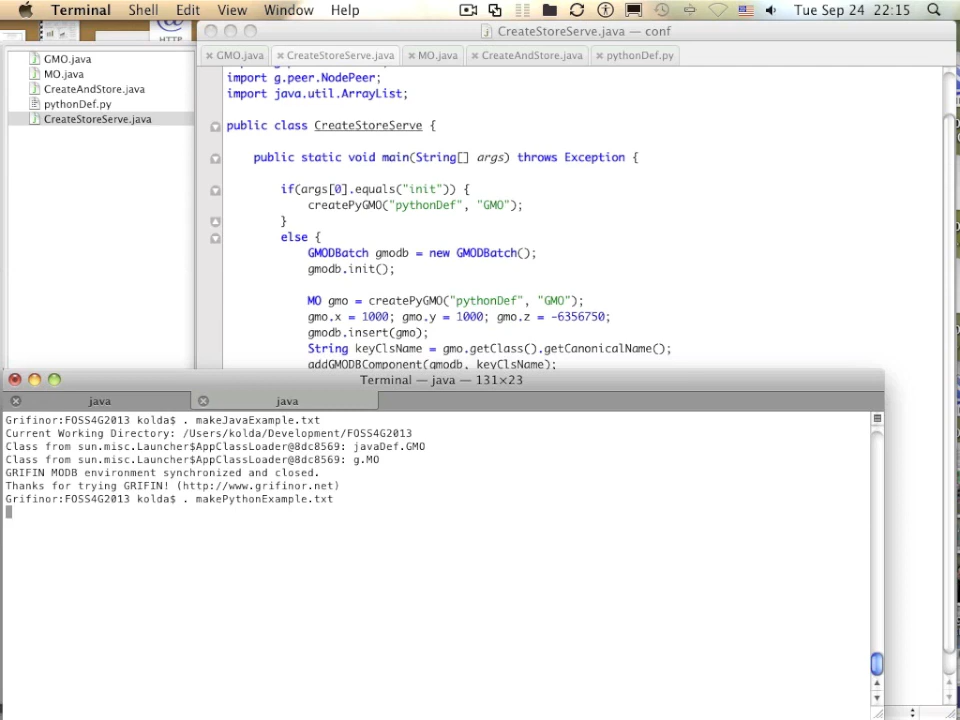 Terminal Shell Edit View Window Help Tue Sep 24 22:15
HTTP
CreateStoreServe.java — conf
GMO.java CreateStoreServe.java MO.java CreateAndStore.java pythonDef.py
GMO.java
MO.java
CreateAndStore.java
pythonDef.py
CreateStoreServe.java
import g.peer.NodePeer;
import java.util.ArrayList;
public class CreateStoreServe {
public static void main(String[] args) throws Exception {
if(args[0].equals("init")) {
createPyGMO("pythonDef", "GMO");
}
else {
GMODBatch gmodb = new GMODBatch();
gmodb.init();
MO gmo = createPyGMO("pythonDef", "GMO");
gmo.x = 1000; gmo.y = 1000; gmo.z = -6356750;
gmodb.insert(gmo);
String keyClsName = gmo.getClass().getCanonicalName();
addGMODBComponent(gmodb, keyClsName);
Terminal — java — 131×23
java java
Grifinor:FOSS4G2013 kolda$ . makeJavaExample.txt
Current Working Directory: /Users/kolda/Development/FOSS4G2013
Class from sun.misc.Launcher$AppClassLoader@8dc8569: javaDef.GMO
Class from sun.misc.Launcher$AppClassLoader@8dc8569: g.MO
GRIFIN MODB environment synchronized and closed.
Thanks for trying GRIFIN! (http://www.grifinor.net)
Grifinor:FOSS4G2013 kolda$ . makePythonExample.txt